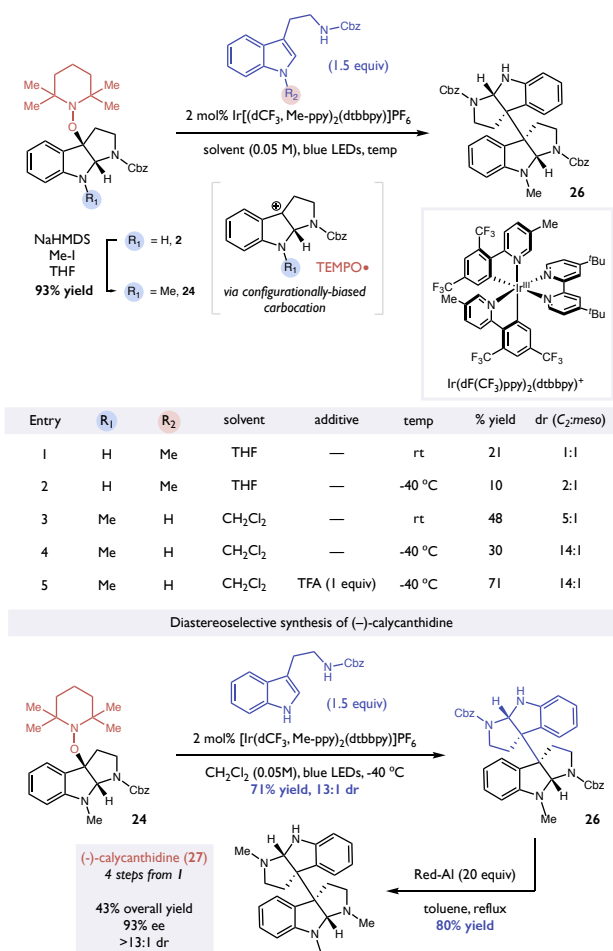 H
N
Cbz
(1.5 equiv)
N
R2
2 mol% Ir[(dCF3, Me-ppy)2(dtbbpy)]PF6
solvent (0.05 M), blue LEDs, temp
Me
Me
Me
N
Me
O
N
Cbz
N
H
R1
NaHMDS
Me-I
THF
93% yield
R1 = H, 2
R1 = Me, 24
⊕
N
Cbz
N
H
R1
TEMPO•
via configurationally-biased
carbocation
H
H
N
Cbz
N
N
Cbz
N
H
Me
26
CF3
Me
F3C
N
tBu
N
IrIII
Me
N
N
tBu
F3C
CF3
Ir(dF(CF3)ppy)2(dtbbpy)+
Entry R1 R2 solvent additive temp % yield dr (C2:meso)
1 H Me THF — rt 21 1:1
2 H Me THF — -40 °C 10 2:1
3 Me H CH2Cl2 — rt 48 5:1
4 Me H CH2Cl2 — -40 °C 30 14:1
5 Me H CH2Cl2 TFA (1 equiv) -40 °C 71 14:1
Diastereoselective synthesis of (–)-calycanthidine
Me
Me
Me
N
Me
O
N
Cbz
N
H
Me
24
N
H
Cbz
(1.5 equiv)
N
H
2 mol% [Ir(dCF3, Me-ppy)2(dtbbpy)]PF6
CH2Cl2 (0.05M), blue LEDs, -40 °C
71% yield, 13:1 dr
H
H
N
Cbz
N
N
Cbz
N
H
Me
26
Red-Al (20 equiv)
toluene, reflux
80% yield
H
H
N
Me
N
N
Me
N
H
(-)-calycanthidine (27)
4 steps from 1
43% overall yield
93% ee
>13:1 dr